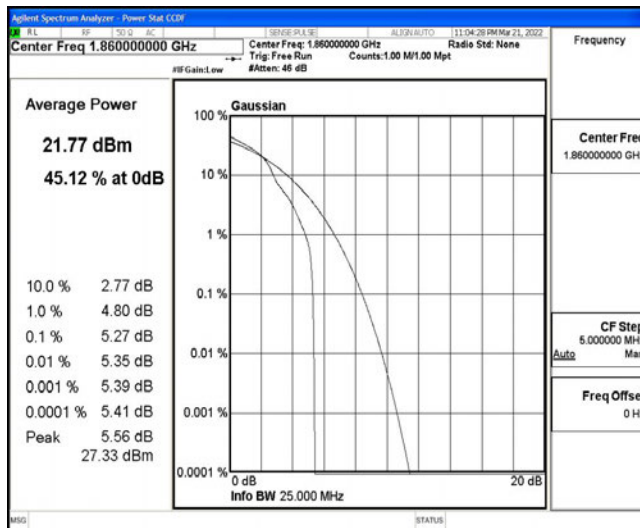 Agilent Spectrum Analyzer - Power Stat CCDF
RL RF 50 Ω AC SENSE:PULSE ALIGN AUTO 11:04:28 PM Mar 21, 2022
Center Freq 1.860000000 GHz
Center Freq: 1.860000000 GHz Radio Std: None
Trig: Free Run Counts:1.00 M/1.00 Mpt
#IFGain:Low #Atten: 46 dB
Frequency
Average Power
21.77 dBm
45.12 % at 0dB
10.0 % 2.77 dB
1.0 % 4.80 dB
0.1 % 5.27 dB
0.01 % 5.35 dB
0.001 % 5.39 dB
0.0001 % 5.41 dB
Peak 5.56 dB
27.33 dBm
Gaussian
100 %
10 %
1 %
0.1 %
0.01 %
0.001 %
0.0001 %
0 dB 20 dB
Info BW 25.000 MHz
Center Freq
1.860000000 GH
CF Step
5.000000 MH
Auto Ma
Freq Offse
0 H
MSG STATUS